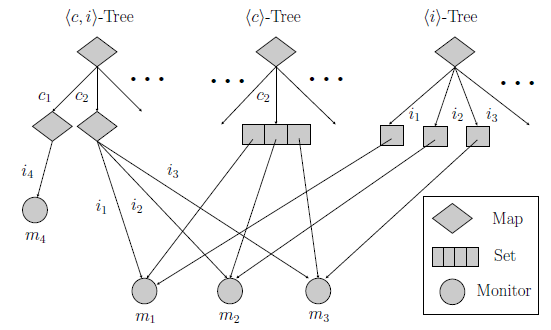 ⟨c, i⟩-Tree ⟨c⟩-Tree ⟨i⟩-Tree
c₁ c₂ c₂ i₁ i₂ i₃
i₄ i₃
i₁ i₂
m₄
m₁ m₂ m₃
Map
Set
Monitor